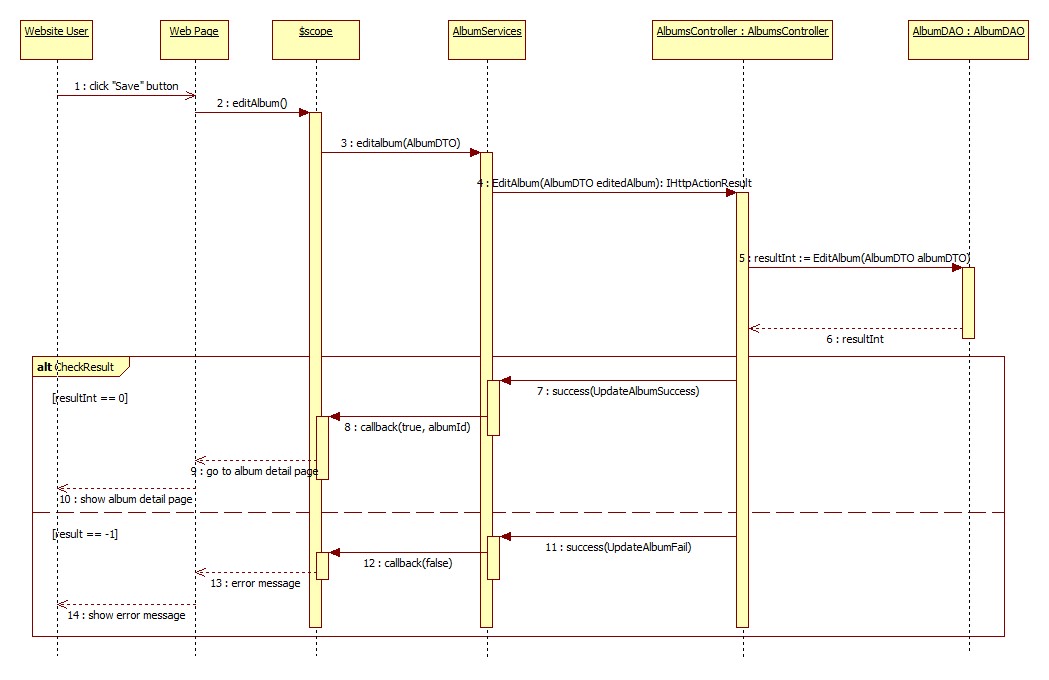 Website User
Web Page
$scope
AlbumServices
AlbumsController : AlbumsController
AlbumDAO : AlbumDAO
1 : click "Save" button
2 : editAlbum()
3 : editalbum(AlbumDTO)
4 : EditAlbum(AlbumDTO editedAlbum): IHttpActionResult
5 : resultInt := EditAlbum(AlbumDTO albumDTO)
6 : resultInt
alt CheckResult
[resultInt == 0]
7 : success(UpdateAlbumSuccess)
8 : callback(true, albumId)
9 : go to album detail page
10 : show album detail page
[result == -1]
11 : success(UpdateAlbumFail)
12 : callback(false)
13 : error message
14 : show error message